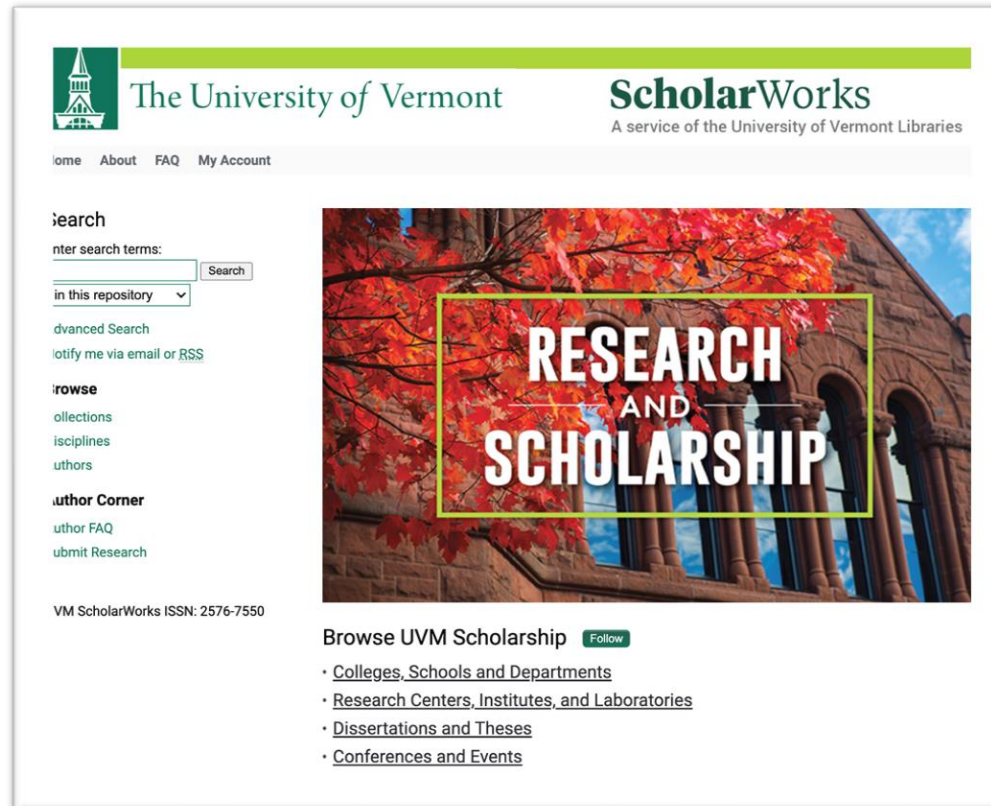 The University of Vermont
ScholarWorks
A service of the University of Vermont Libraries
ome About FAQ My Account
Search
nter search terms:
Search
in this repository
dvanced Search
otify me via email or RSS
rowse
ollections
isciplines
uthors
uthor Corner
uthor FAQ
ubmit Research
VM ScholarWorks ISSN: 2576-7550
RESEARCH
AND
SCHOLARSHIP
Browse UVM Scholarship Follow
· Colleges, Schools and Departments
· Research Centers, Institutes, and Laboratories
· Dissertations and Theses
· Conferences and Events